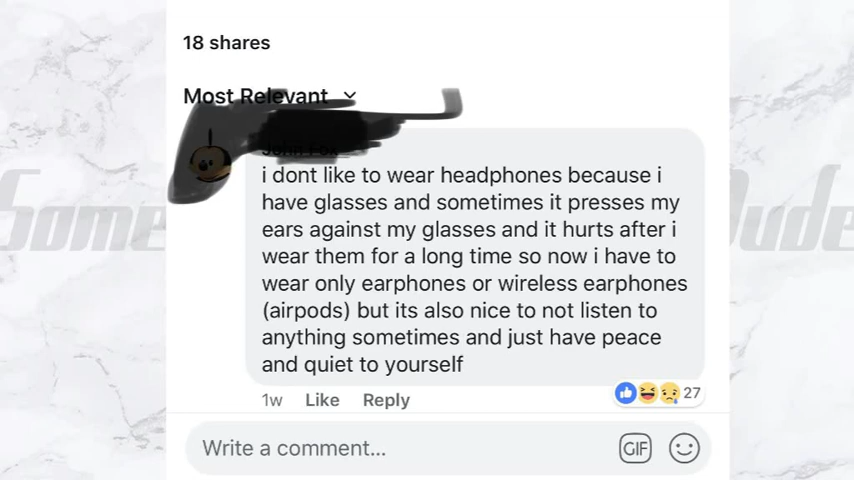 18 shares
Most Relevant
i dont like to wear headphones because i
have glasses and sometimes it presses my
ears against my glasses and it hurts after i
wear them for a long time so now i have to
wear only earphones or wireless earphones
(airpods) but its also nice to not listen to
anything sometimes and just have peace
and quiet to yourself
1w Like Reply 27
Write a comment... GIF
Some
Dude